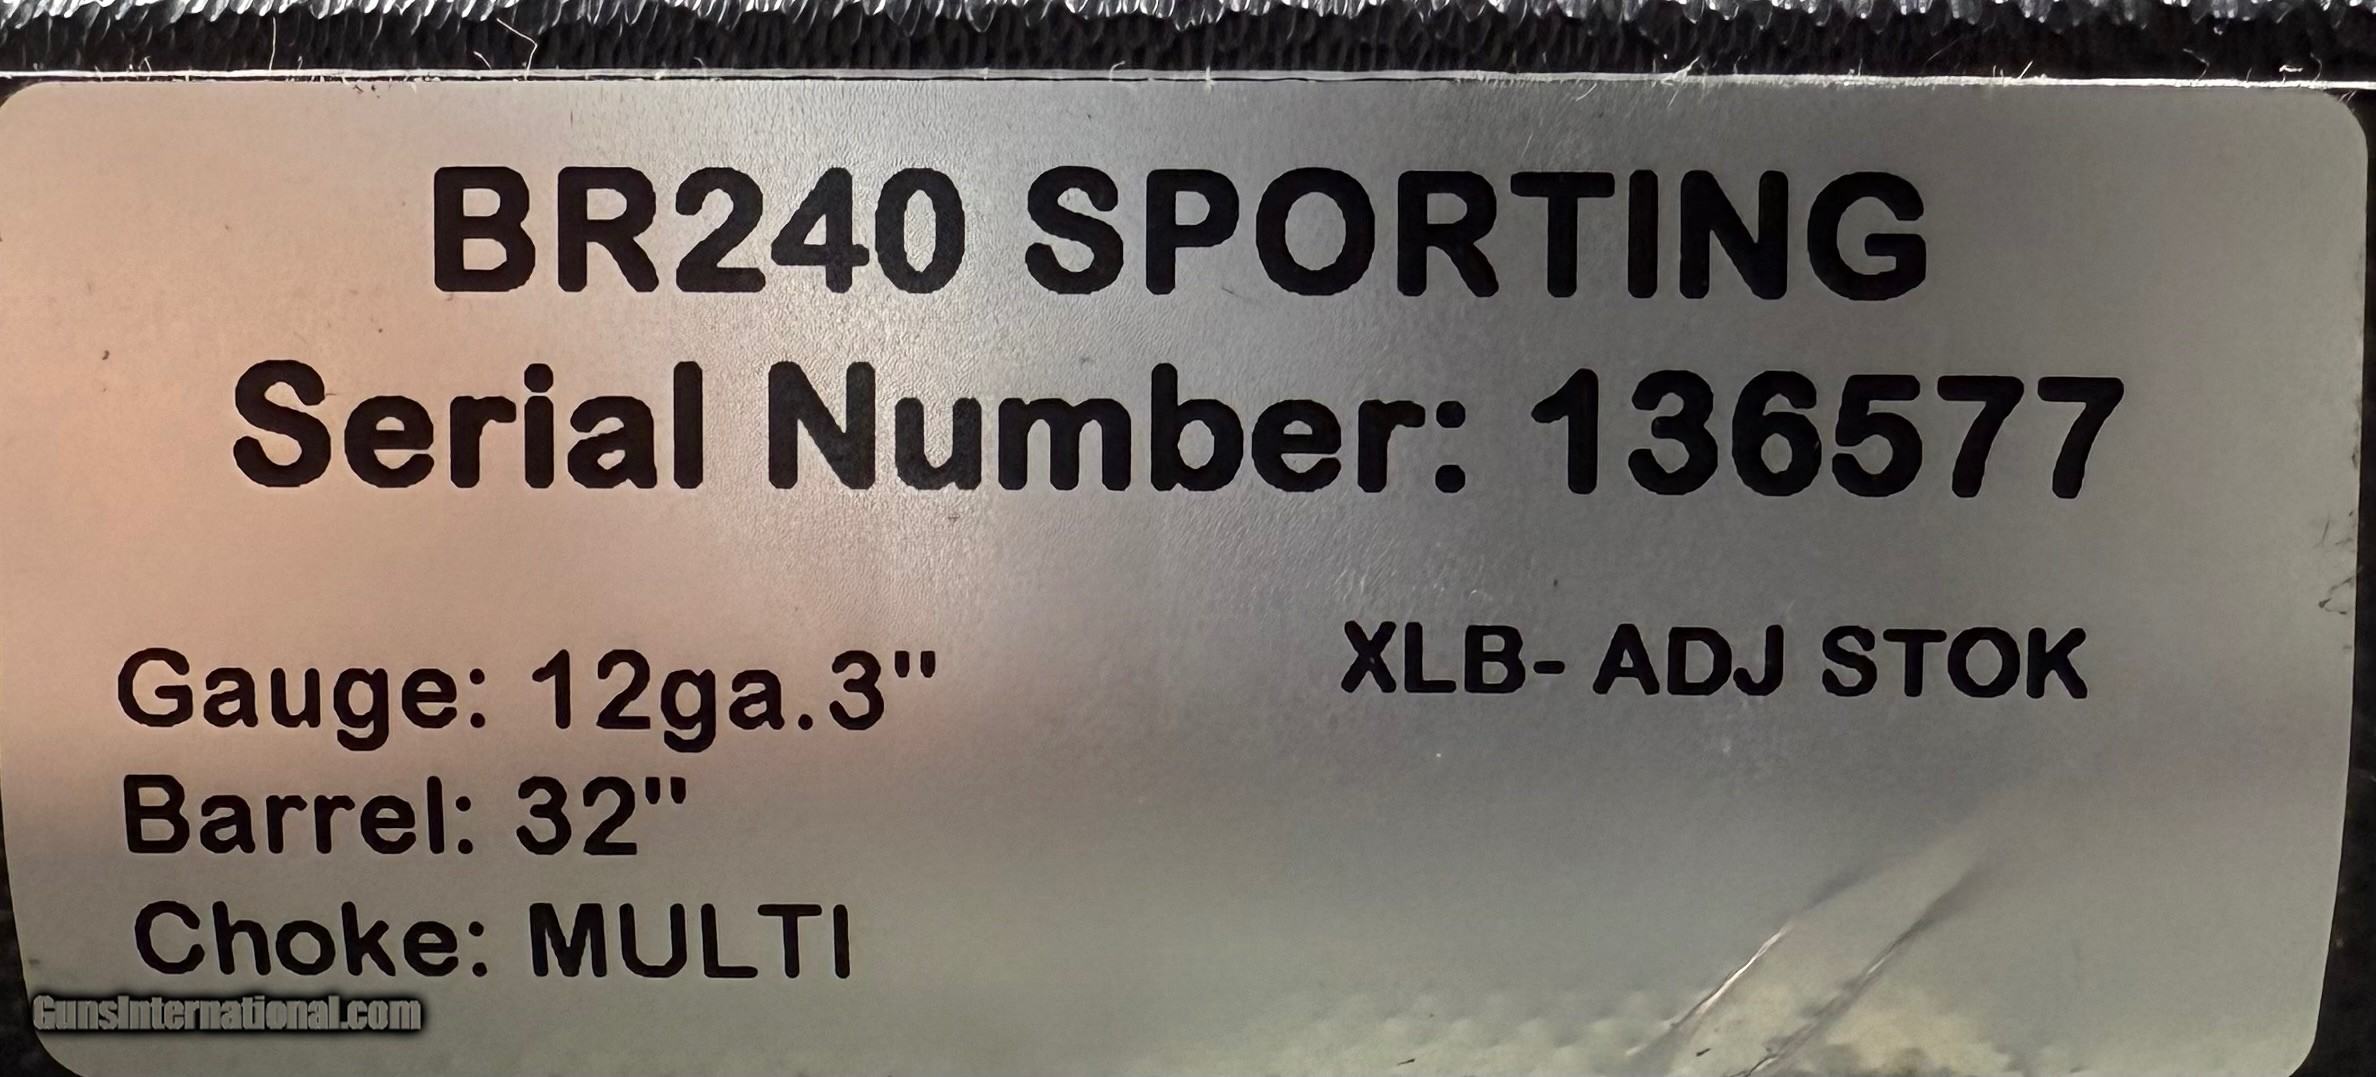 BR240 SPORTING
Serial Number: 136577
XLB- ADJ STOK
Gauge: 12ga.3"
Barrel: 32"
Choke: MULTI
GunsInternational.com